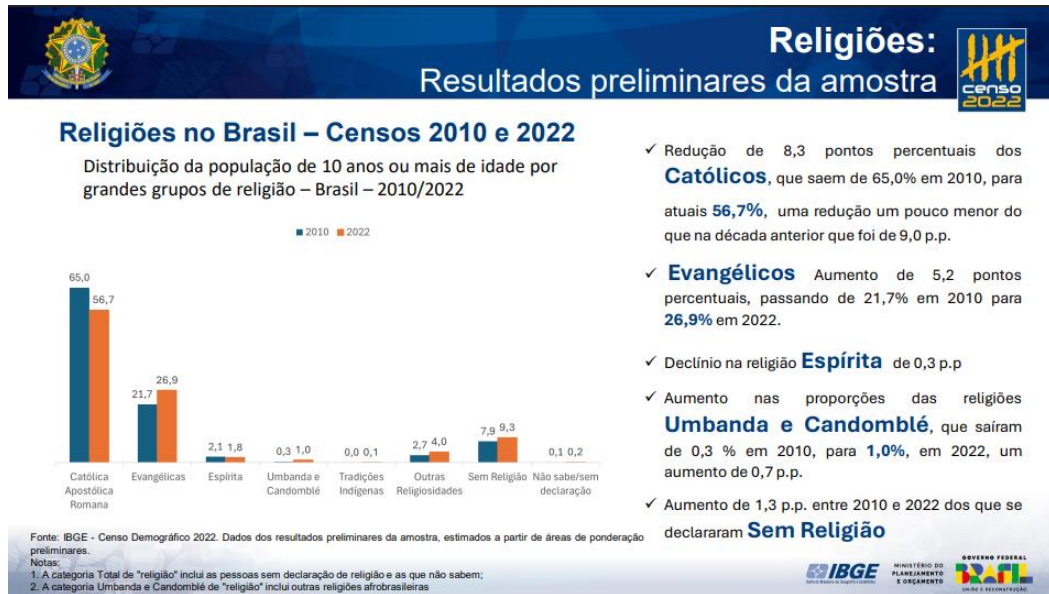 Religiões:
Resultados preliminares da amostra
censo
2022
Religiões no Brasil – Censos 2010 e 2022
Distribuição da população de 10 anos ou mais de idade por
grandes grupos de religião – Brasil – 2010/2022
2010 2022
65,0
56,7
21,7
26,9
2,1 1,8
0,3 1,0
0,0 0,1
2,7 4,0
7,9 9,3
0,1 0,2
Católica
Apostólica
Romana
Evangélicas
Espírita
Umbanda e
Candomblé
Tradições
Indígenas
Outras
Religiosidades
Sem Religião
Não sabe/sem
declaração
✓ Redução de 8,3 pontos percentuais dos
Católicos, que saem de 65,0% em 2010, para
atuais 56,7%, uma redução um pouco menor do
que na década anterior que foi de 9,0 p.p.
✓ Evangélicos Aumento de 5,2 pontos
percentuais, passando de 21,7% em 2010 para
26,9% em 2022.
✓ Declínio na religião Espírita de 0,3 p.p
✓ Aumento nas proporções das religiões
Umbanda e Candomblé, que saíram
de 0,3 % em 2010, para 1,0%, em 2022, um
aumento de 0,7 p.p.
✓ Aumento de 1,3 p.p. entre 2010 e 2022 dos que se
declararam Sem Religião
Fonte: IBGE - Censo Demográfico 2022. Dados dos resultados preliminares da amostra, estimados a partir de áreas de ponderação
preliminares.
Notas:
1. A categoria Total de "religião" inclui as pessoas sem declaração de religião e as que não sabem;
2. A categoria Umbanda e Candomblé de "religião" inclui outras religiões afrobrasileiras
IBGE
MINISTÉRIO DO
PLANEJAMENTO
E ORÇAMENTO
GOVERNO FEDERAL
BRASIL
UNIÃO E RECONSTRUÇÃO